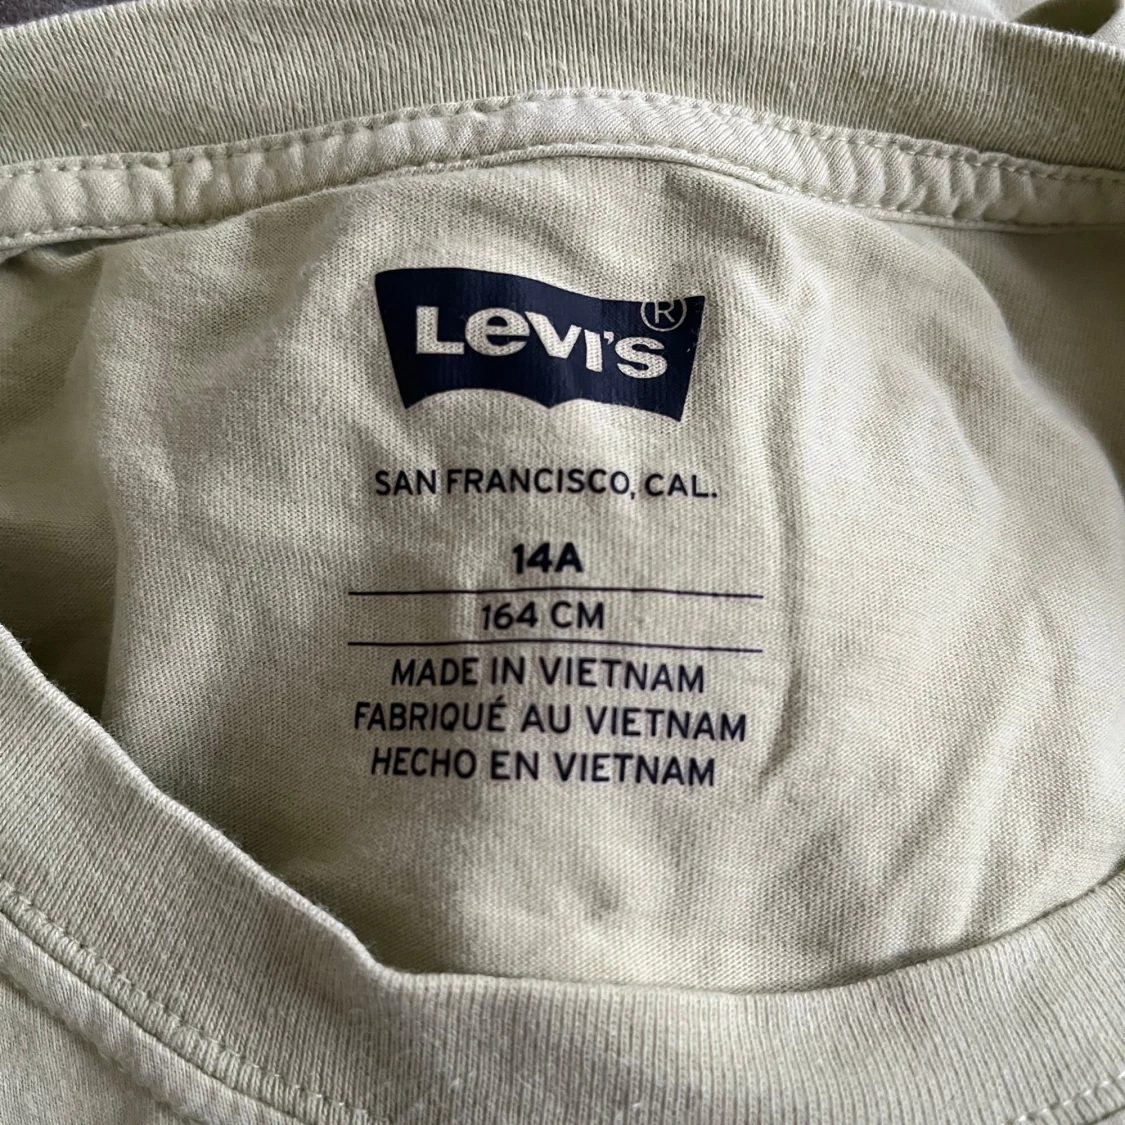 Levi's®
SAN FRANCISCO, CAL.
14A
164 CM
MADE IN VIETNAM
FABRIQUÉ AU VIETNAM
HECHO EN VIETNAM